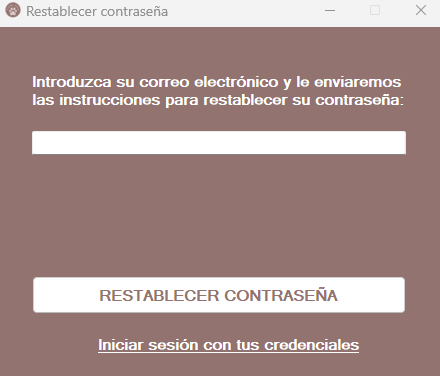 Restablecer contraseña
Introduzca su correo electrónico y le enviaremos
las instrucciones para restablecer su contraseña:
RESTABLECER CONTRASEÑA
Iniciar sesión con tus credenciales